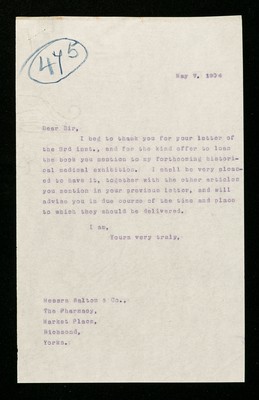 475
May 7, 1934
Dear Sir,
I beg to thank you for your letter of
the 3rd inst., and for the kind offer to loan
the book you mention to my forthcoming histori-
cal medical exhibition. I shall be very pleas-
ed to have it, together with the other articles
you mention in your previous letter, and will
advise you in due course of the time and place
to which they should be delivered.
I am,
Yours very truly,
Messrs Walton & Co.,
The Pharmacy,
Market Place,
Richmond,
Yorks.